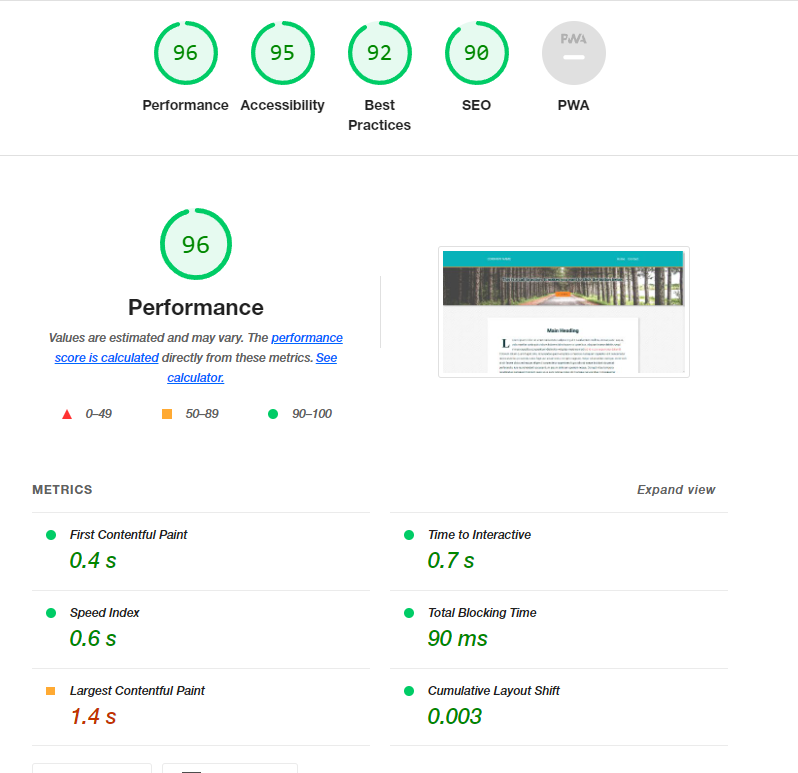 96
95
92
90
PWA
Performance
Accessibility
Best
Practices
SEO
PWA
96
Performance
Values are estimated and may vary. The performance
score is calculated directly from these metrics. See
calculator.
0–49
50–89
90–100
Main Heading
METRICS
Expand view
First Contentful Paint
0.4 s
Time to Interactive
0.7 s
Speed Index
0.6 s
Total Blocking Time
90 ms
Largest Contentful Paint
1.4 s
Cumulative Layout Shift
0.003